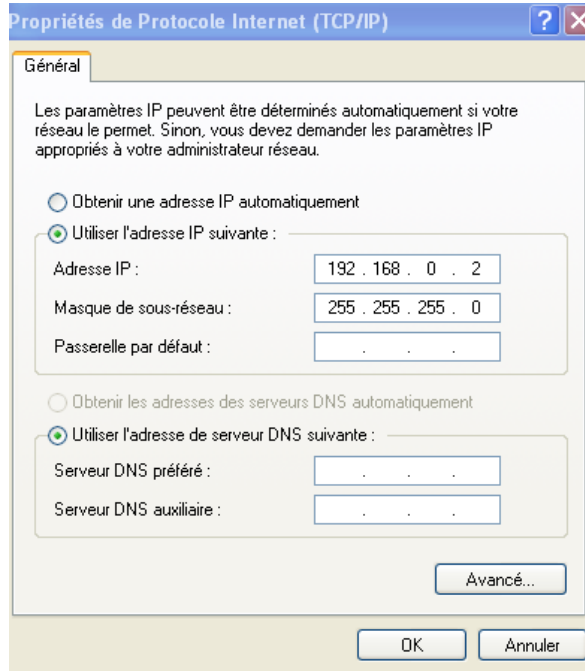 Propriétés de Protocole Internet (TCP/IP)
Général
Les paramètres IP peuvent être déterminés automatiquement si votre
réseau le permet. Sinon, vous devez demander les paramètres IP
appropriés à votre administrateur réseau.
Obtenir une adresse IP automatiquement
Utiliser l'adresse IP suivante :
Adresse IP : 192 . 168 . 0 . 2
Masque de sous-réseau : 255 . 255 . 255 . 0
Passerelle par défaut : . . .
Obtenir les adresses des serveurs DNS automatiquement
Utiliser l'adresse de serveur DNS suivante :
Serveur DNS préféré : . . .
Serveur DNS auxiliaire : . . .
Avancé...
OK Annuler